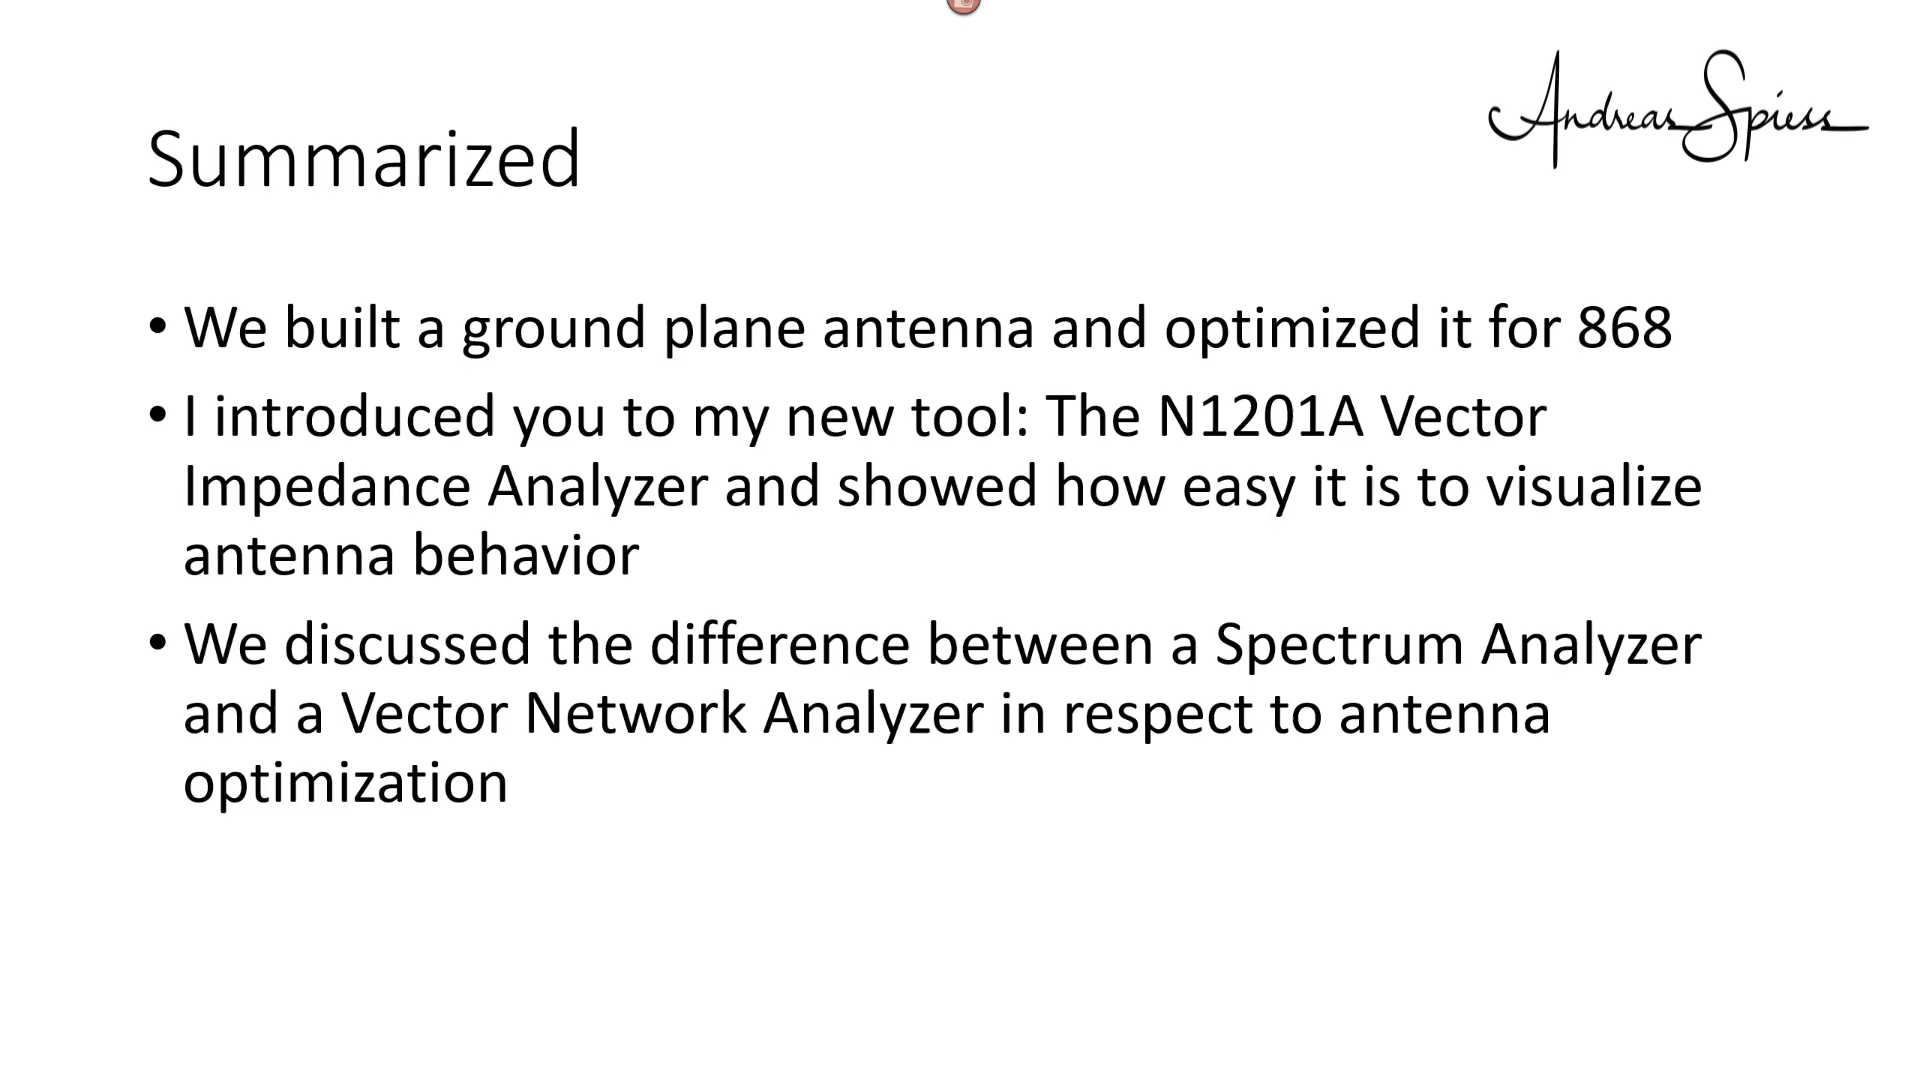 Andreas Spiess
Summarized
• We built a ground plane antenna and optimized it for 868
• I introduced you to my new tool: The N1201A Vector
Impedance Analyzer and showed how easy it is to visualize
antenna behavior
• We discussed the difference between a Spectrum Analyzer
and a Vector Network Analyzer in respect to antenna
optimization